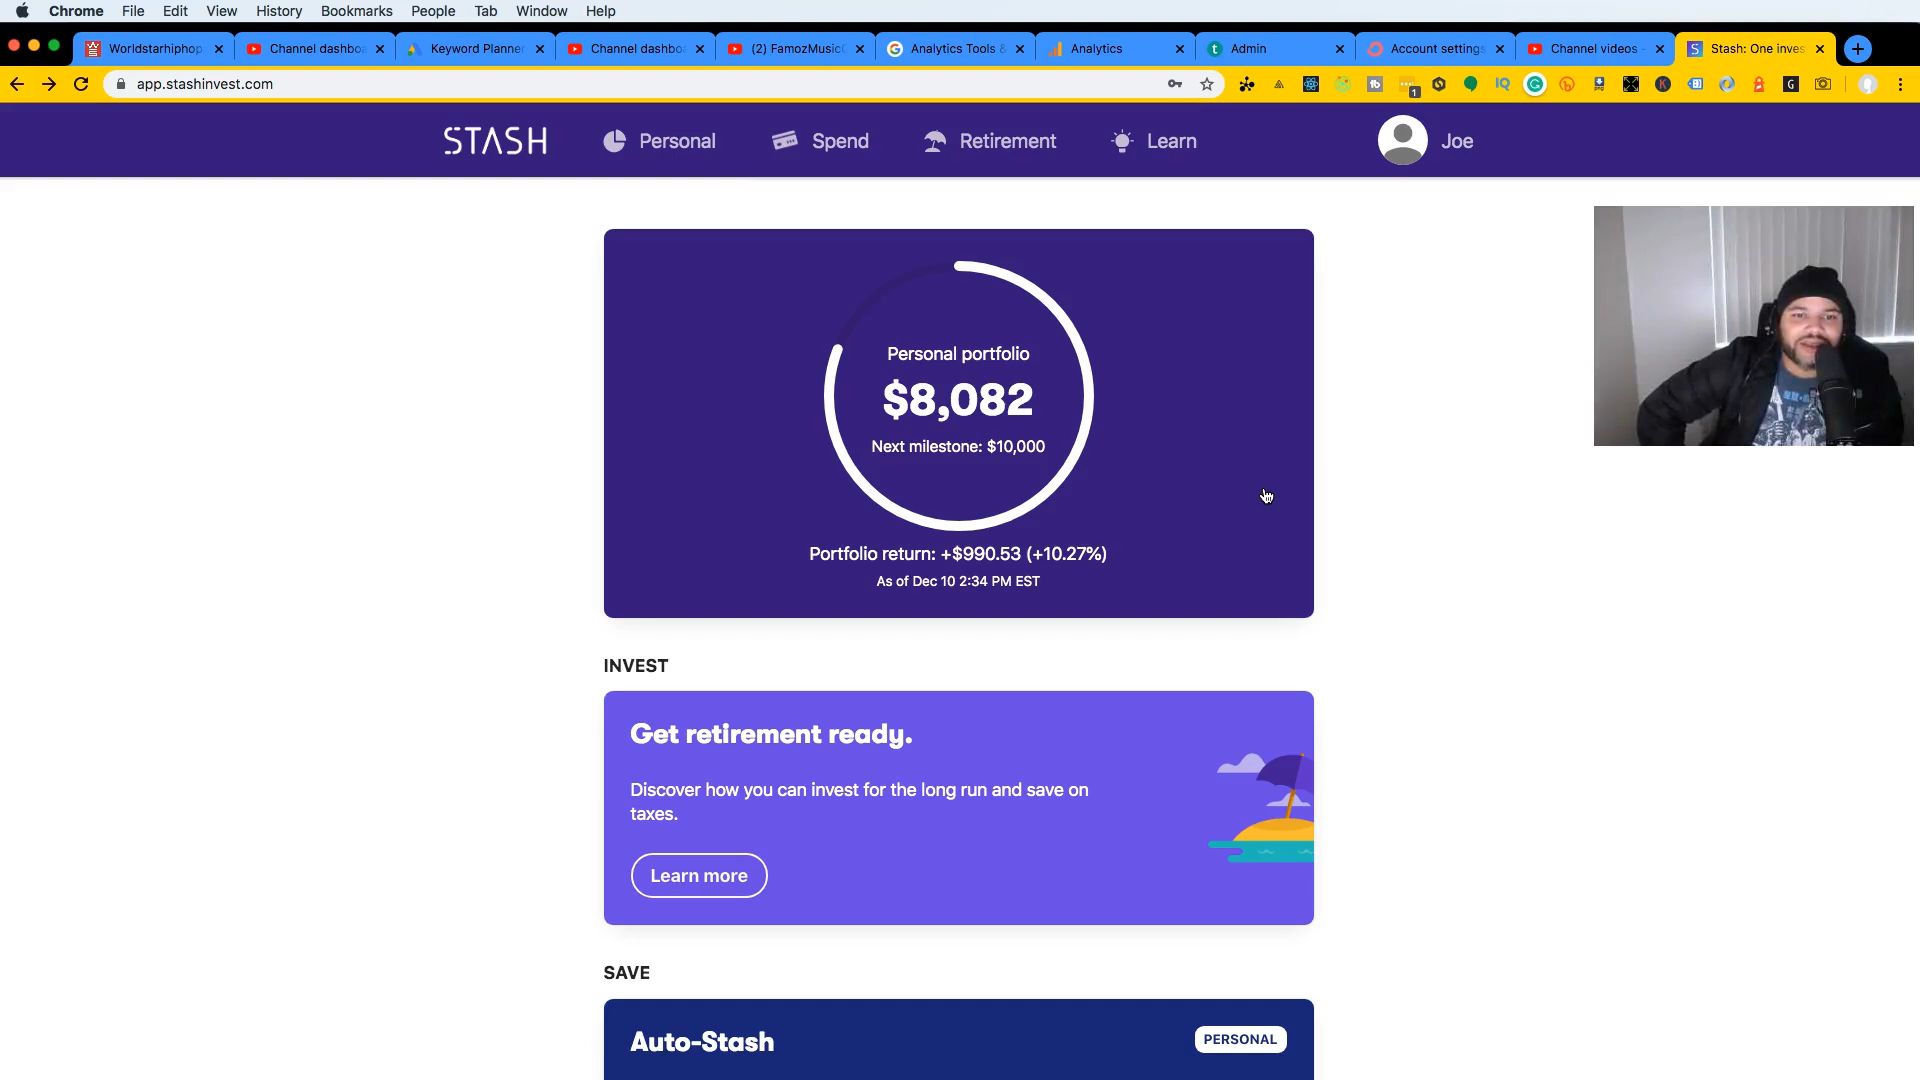 Chrome File Edit View History Bookmarks People Tab Window Help
Worldstarhiphop Channel dashboa Keyword Planner Channel dashboa (2) FamozMusic Analytics Tools & Analytics Admin Account settings Channel videos - Stash: One inves
app.stashinvest.com
STASH Personal Spend Retirement Learn Joe
Personal portfolio
$8,082
Next milestone: $10,000
Portfolio return: +$990.53 (+10.27%)
As of Dec 10 2:34 PM EST
INVEST
Get retirement ready.
Discover how you can invest for the long run and save on
taxes.
Learn more
SAVE
Auto-Stash
PERSONAL